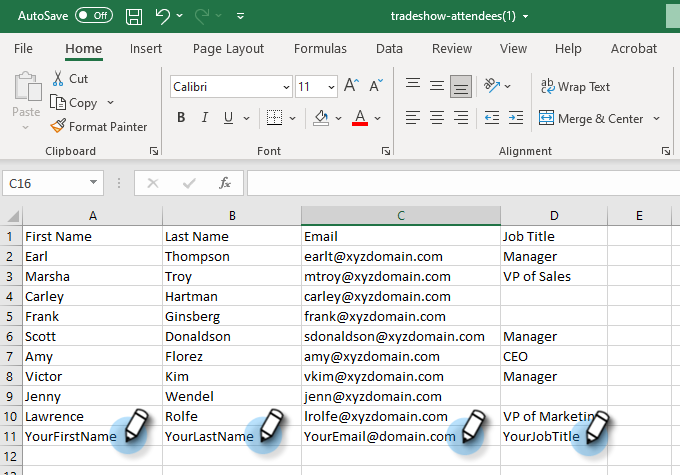 AutoSave Off tradeshow-attendees(1)
File Home Insert Page Layout Formulas Data Review View Help Acrobat
Paste Cut Copy Format Painter Clipboard
Calibri 11 A A B I U A Font
ab c Wrap Text Merge & Center Alignment
C16 fx
A B C D E
1 First Name Last Name Email Job Title
2 Earl Thompson earlt@xyzdomain.com Manager
3 Marsha Troy mtroy@xyzdomain.com VP of Sales
4 Carley Hartman carley@xyzdomain.com
5 Frank Ginsberg frank@xyzdomain.com
6 Scott Donaldson sdonaldson@xyzdomain.com Manager
7 Amy Florez amy@xyzdomain.com CEO
8 Victor Kim vkim@xyzdomain.com Manager
9 Jenny Wendel jenn@xyzdomain.com
10 Lawrence Rolfe lrolfe@xyzdomain.com VP of Marketing
11 YourFirstName YourLastName YourEmail@domain.com YourJobTitle
12